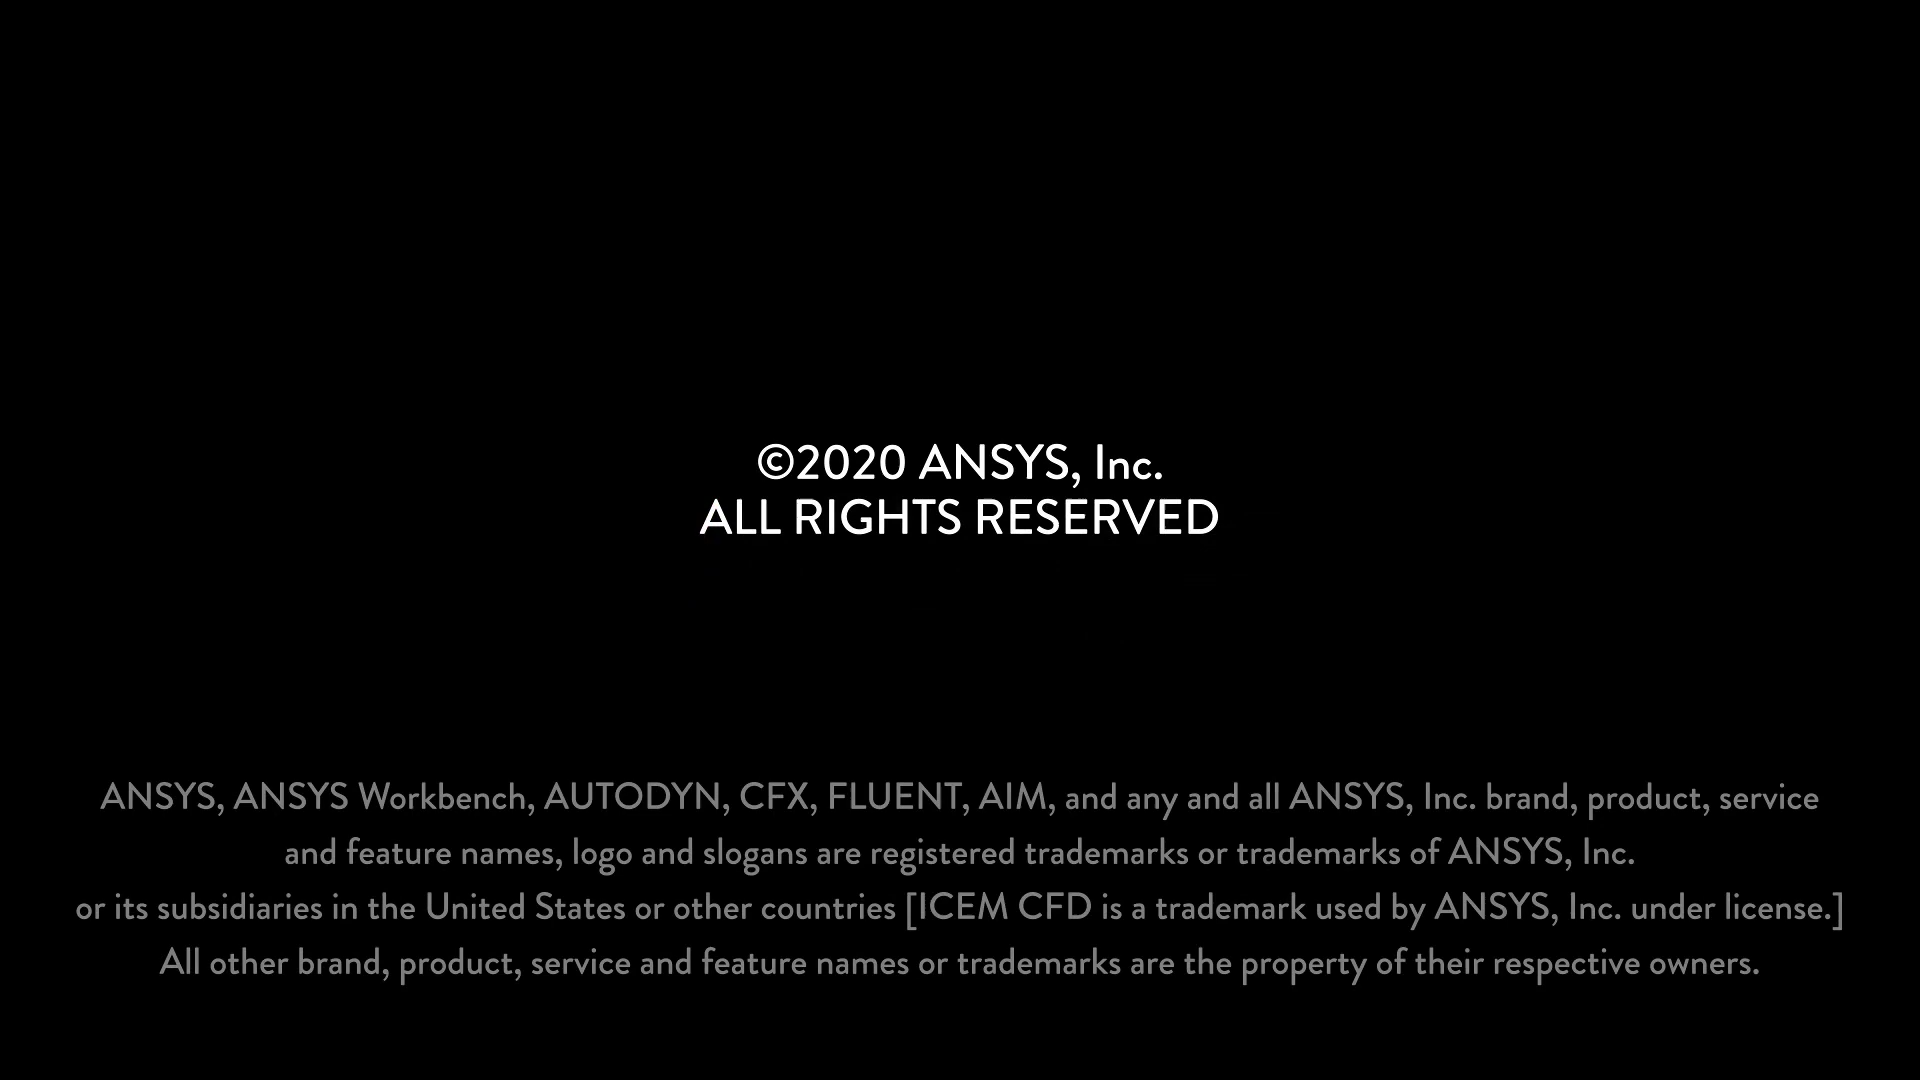 ©2020 ANSYS, Inc.
ALL RIGHTS RESERVED
ANSYS, ANSYS Workbench, AUTODYN, CFX, FLUENT, AIM, and any and all ANSYS, Inc. brand, product, service
and feature names, logo and slogans are registered trademarks or trademarks of ANSYS, Inc.
or its subsidiaries in the United States or other countries [ICEM CFD is a trademark used by ANSYS, Inc. under license.]
All other brand, product, service and feature names or trademarks are the property of their respective owners.